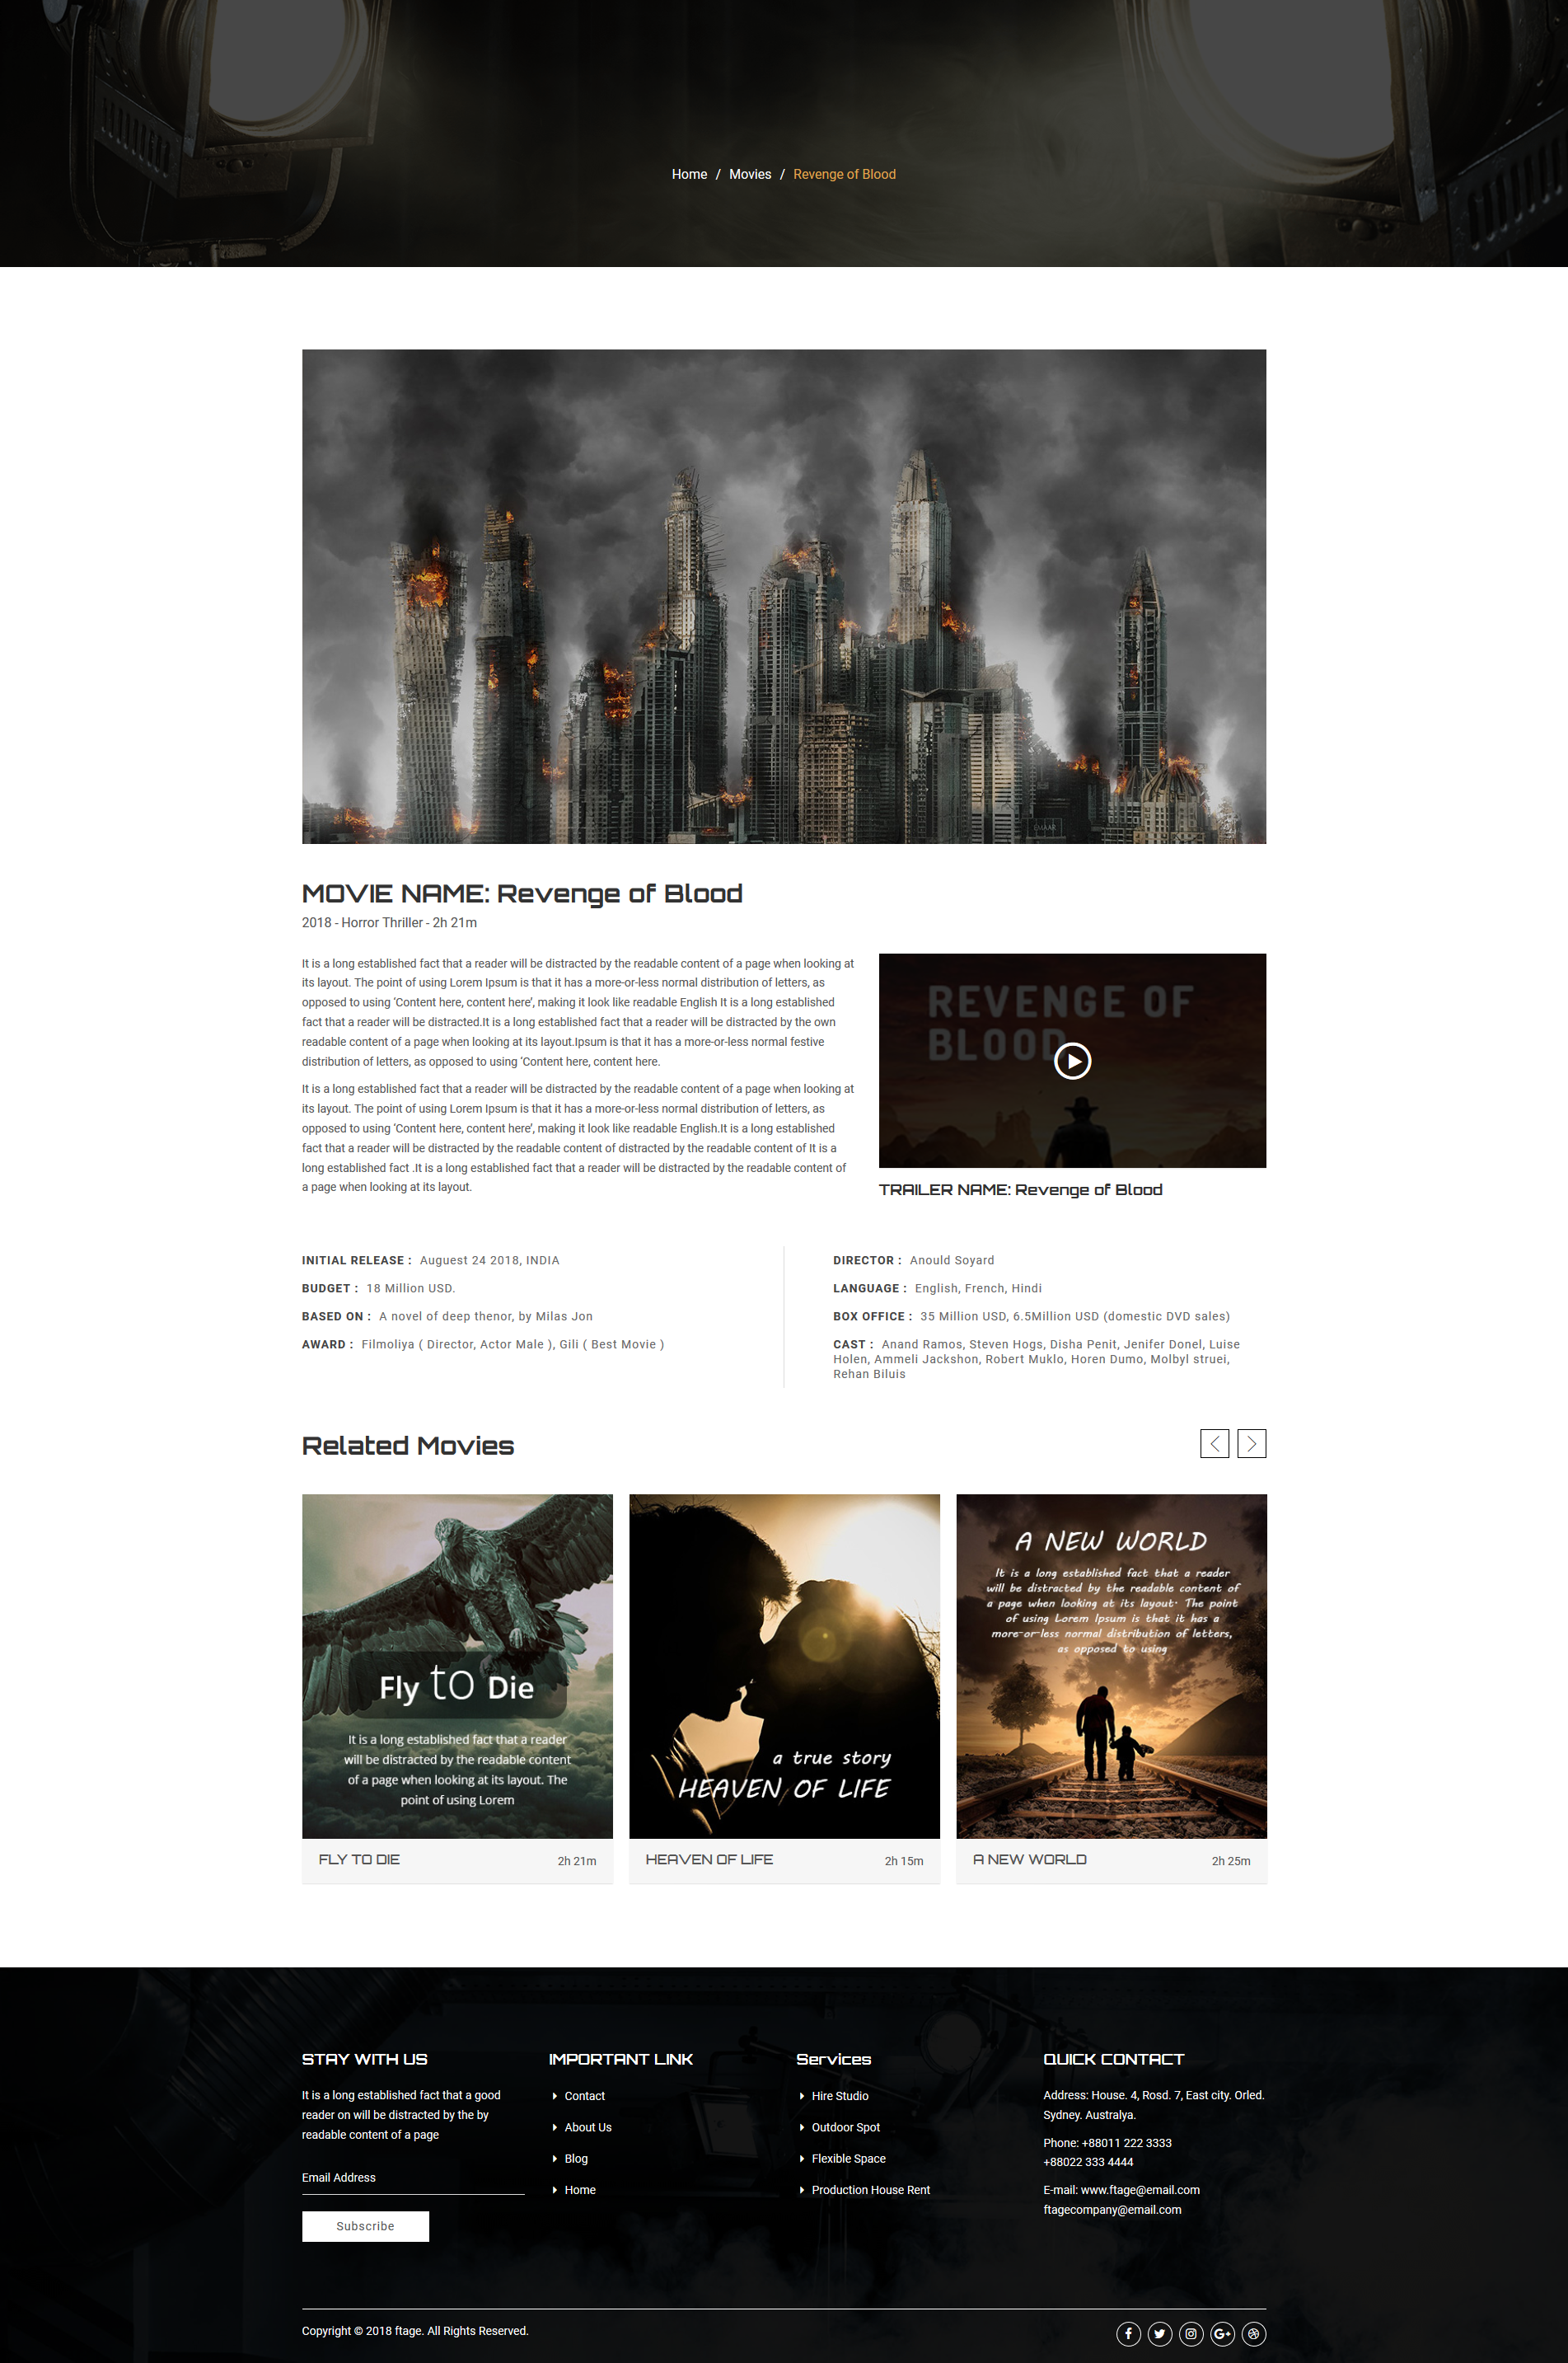 Home / Movies / Revenge of Blood
EMAAR
MOVIE NAME: Revenge of Blood
2018 - Horror Thriller - 2h 21m
It is a long established fact that a reader will be distracted by the readable content of a page when looking at
its layout. The point of using Lorem Ipsum is that it has a more-or-less normal distribution of letters, as
opposed to using ‘Content here, content here’, making it look like readable English It is a long established
fact that a reader will be distracted.It is a long established fact that a reader will be distracted by the own
readable content of a page when looking at its layout.Ipsum is that it has a more-or-less normal festive
distribution of letters, as opposed to using ‘Content here, content here.
It is a long established fact that a reader will be distracted by the readable content of a page when looking at
its layout. The point of using Lorem Ipsum is that it has a more-or-less normal distribution of letters, as
opposed to using ‘Content here, content here’, making it look like readable English.It is a long established
fact that a reader will be distracted by the readable content of distracted by the readable content of It is a
long established fact .It is a long established fact that a reader will be distracted by the readable content of
a page when looking at its layout.
REVENGE OF
BLOOD
TRAILER NAME: Revenge of Blood
INITIAL RELEASE : Auguest 24 2018, INDIA
BUDGET : 18 Million USD.
BASED ON : A novel of deep thenor, by Milas Jon
AWARD : Filmoliya ( Director, Actor Male ), Gili ( Best Movie )
DIRECTOR : Anould Soyard
LANGUAGE : English, French, Hindi
BOX OFFICE : 35 Million USD, 6.5Million USD (domestic DVD sales)
CAST : Anand Ramos, Steven Hogs, Disha Penit, Jenifer Donel, Luise
Holen, Ammeli Jackshon, Robert Muklo, Horen Dumo, Molbyl struei,
Rehan Biluis
Related Movies
Fly to Die
It is a long established fact that a reader
will be distracted by the readable content
of a page when looking at its layout. The
point of using Lorem
FLY TO DIE 2h 21m
a true story
HEAVEN OF LIFE
HEAVEN OF LIFE 2h 15m
A NEW WORLD
It is a long established fact that a reader
will be distracted by the readable content of
a page when looking at its layout. The point
of using Lorem Ipsum is that it has a
more-or-less normal distribution of letters,
as opposed to using
A NEW WORLD 2h 25m
STAY WITH US
It is a long established fact that a good
reader on will be distracted by the by
readable content of a page
Email Address
Subscribe
IMPORTANT LINK
Contact
About Us
Blog
Home
Services
Hire Studio
Outdoor Spot
Flexible Space
Production House Rent
QUICK CONTACT
Address: House. 4, Rosd. 7, East city. Orled.
Sydney. Australya.
Phone: +88011 222 3333
+88022 333 4444
E-mail: www.ftage@email.com
ftagecompany@email.com
Copyright © 2018 ftage. All Rights Reserved.